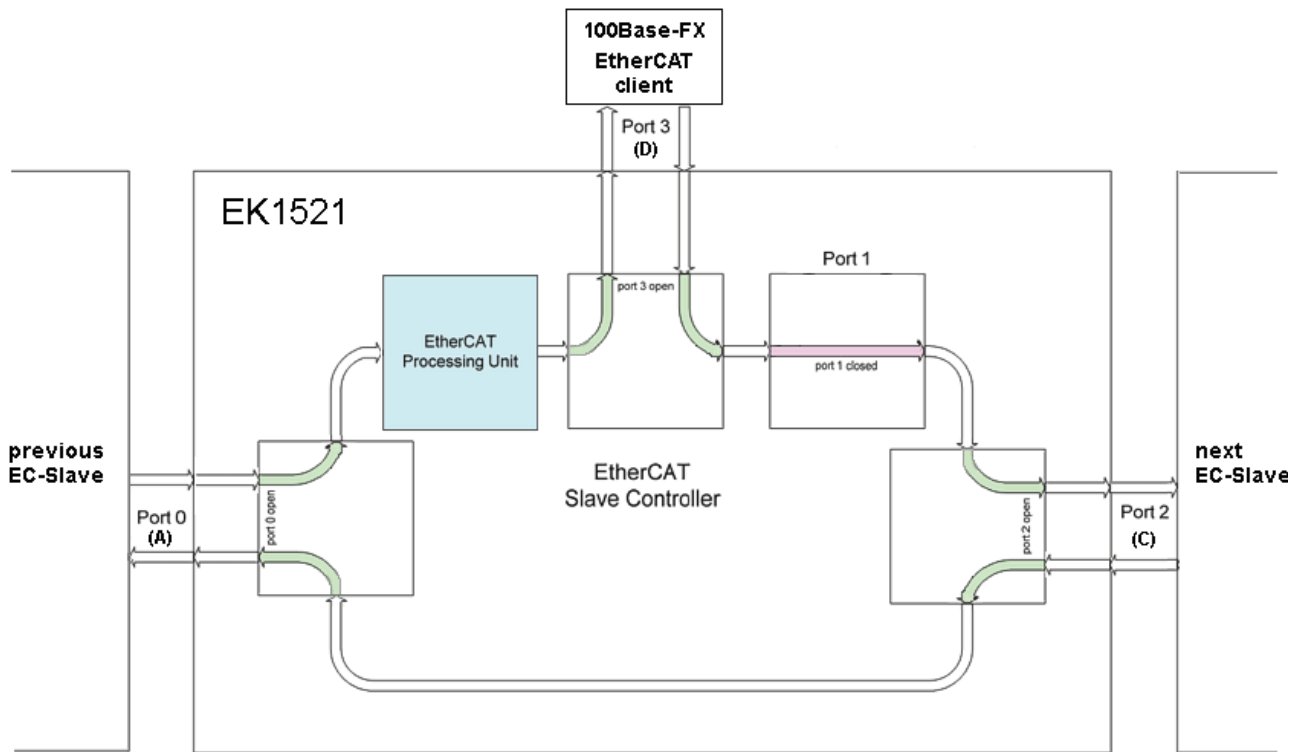 100Base-FX
EtherCAT
client
Port 3
(D)
EK1521
Port 1
port 3 open
EtherCAT
Processing Unit
port 1 closed
previous
EC-Slave
next
EC-Slave
EtherCAT
Slave Controller
Port 0
(A)
port 0 open
port 2 open
Port 2
(C)